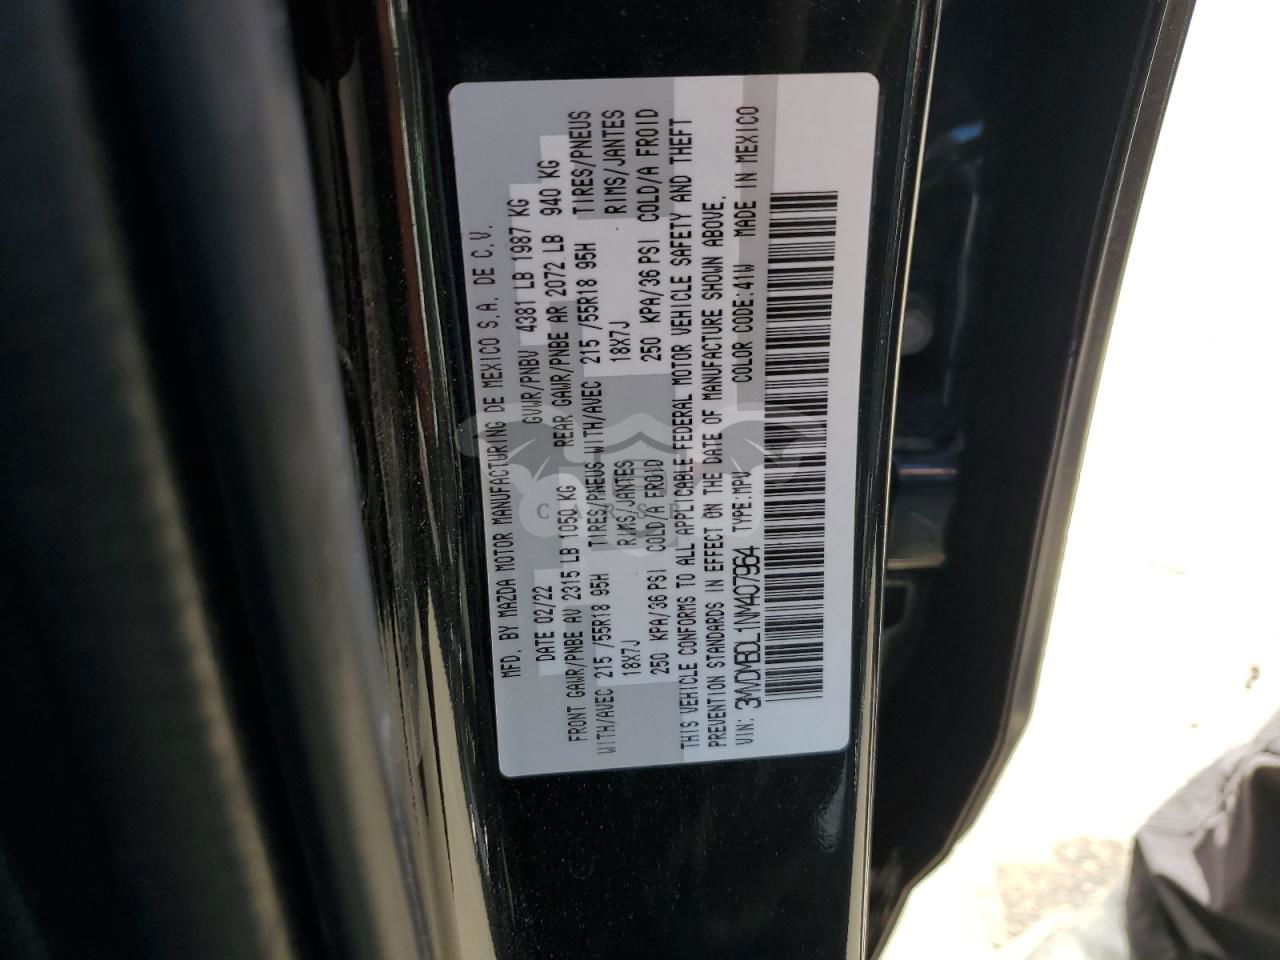 MFD. BY MAZDA MOTOR MANUFACTURING DE MEXICO S.A. DE C.V.
DATE 02/22 GVWR/PNBV 4381 LB 1987 KG
FRONT GAWR/PNBE AV 2315 LB 1050 KG REAR GAWR/PNBE AR 2072 LB 940 KG
WITH/AVEC 215 /55R18 95H TIRES/PNEUS WITH/AVEC 215 /55R18 95H TIRES/PNEUS
18X7J RIMS/JANTES 18X7J RIMS/JANTES
250 KPA/36 PSI COLD/A FROID 250 KPA/36 PSI COLD/A FROID
THIS VEHICLE CONFORMS TO ALL APPLICABLE FEDERAL MOTOR VEHICLE SAFETY AND THEFT
PREVENTION STANDARDS IN EFFECT ON THE DATE OF MANUFACTURE SHOWN ABOVE.
VIN: 3MVDMBDL1NM407964 TYPE:MPV COLOR CODE:41W MADE IN MEXICO